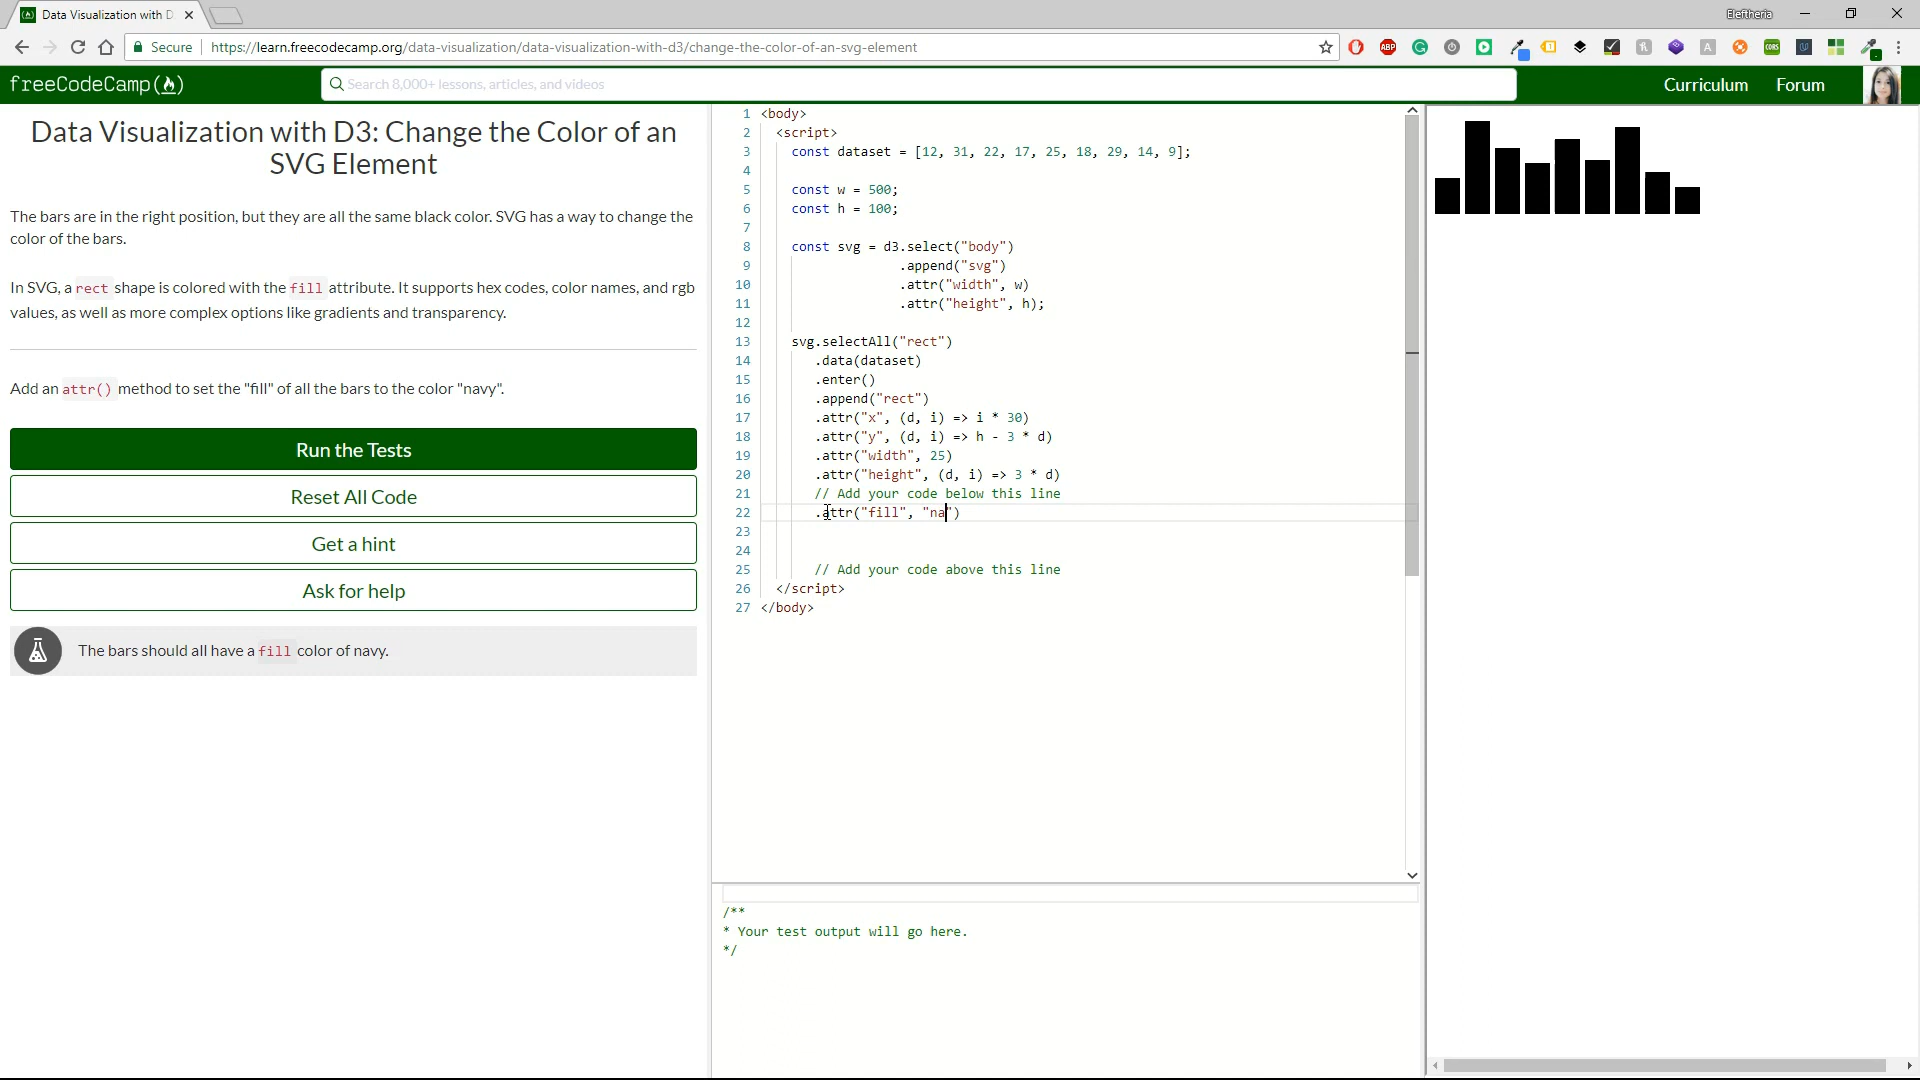 Data Visualization with D
Eleftheria
Secure
https://learn.freecodecamp.org/data-visualization/data-visualization-with-d3/change-the-color-of-an-svg-element
freeCodeCamp
Search 8,000+ lessons, articles, and videos
Curriculum
Forum
Data Visualization with D3: Change the Color of an
SVG Element
The bars are in the right position, but they are all the same black color. SVG has a way to change the
color of the bars.
In SVG, a rect shape is colored with the fill attribute. It supports hex codes, color names, and rgb
values, as well as more complex options like gradients and transparency.
Add an attr() method to set the "fill" of all the bars to the color "navy".
Run the Tests
Reset All Code
Get a hint
Ask for help
The bars should all have a fill color of navy.
1 <body>
2 <script>
3 const dataset = [12, 31, 22, 17, 25, 18, 29, 14, 9];
4
5 const w = 500;
6 const h = 100;
7
8 const svg = d3.select("body")
9 .append("svg")
10 .attr("width", w)
11 .attr("height", h);
12
13 svg.selectAll("rect")
14 .data(dataset)
15 .enter()
16 .append("rect")
17 .attr("x", (d, i) => i * 30)
18 .attr("y", (d, i) => h - 3 * d)
19 .attr("width", 25)
20 .attr("height", (d, i) => 3 * d)
21 // Add your code below this line
22 .attr("fill", "na")
23
24
25 // Add your code above this line
26 </script>
27 </body>
/**
* Your test output will go here.
*/